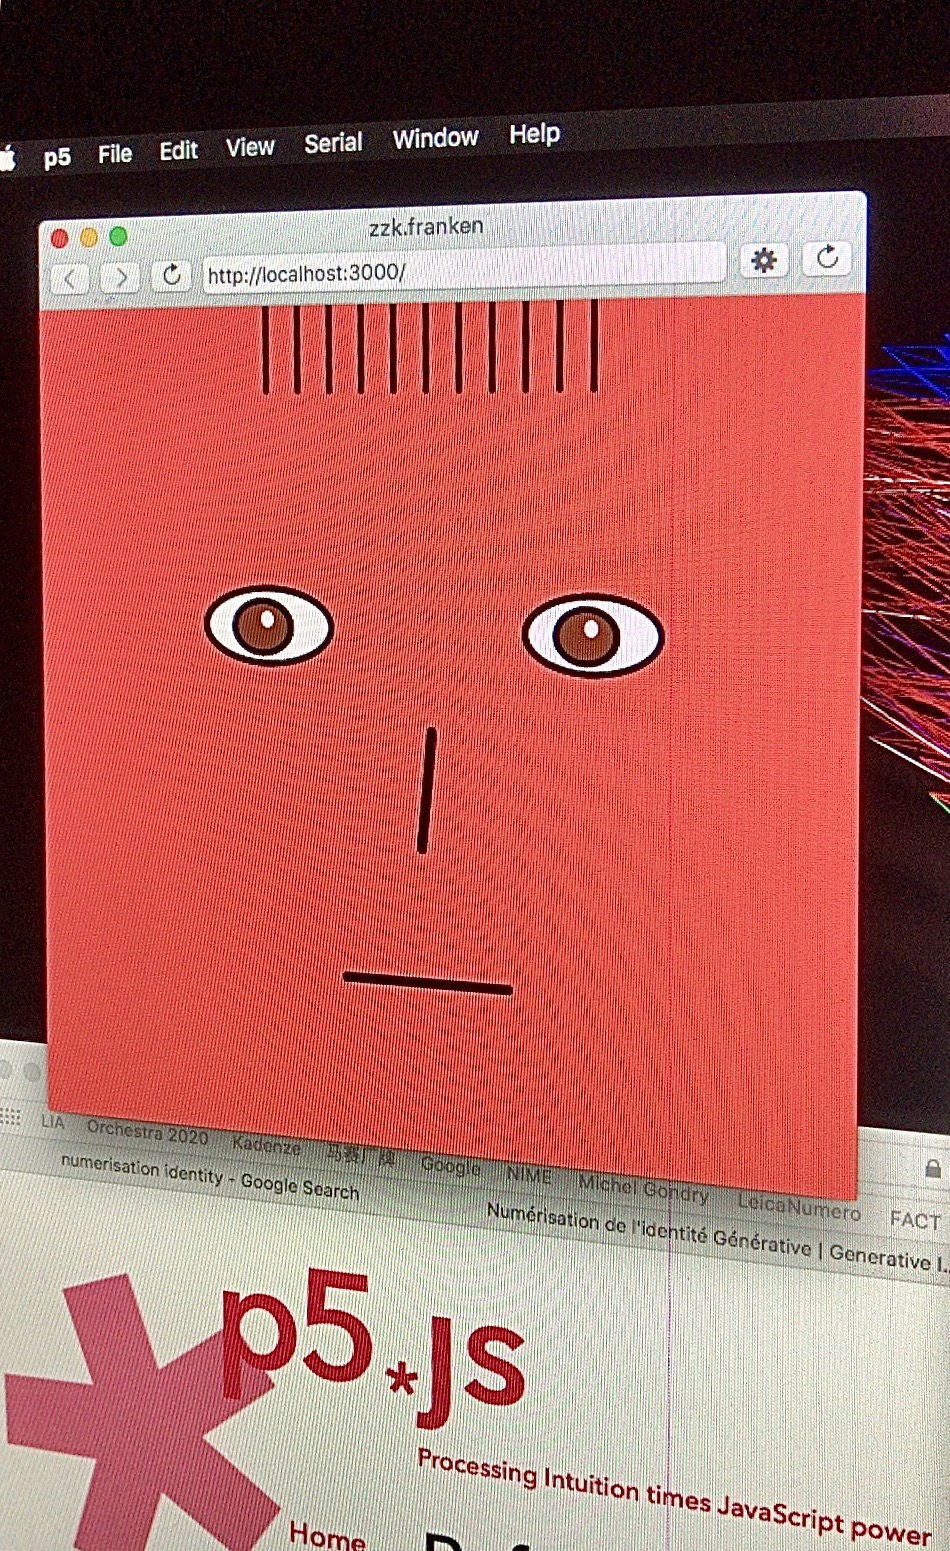 p5 File Edit View Serial Window Help
zzk.franken
http://localhost:3000/
LIA Orchestra 2020 Kadenze Google NIME Michel Gondry LeicaNumero FACT
numerisation identity - Google Search
Numérisation de l'identité Générative | Generative I...
p5*js
Processing Intuition times JavaScript power
Home